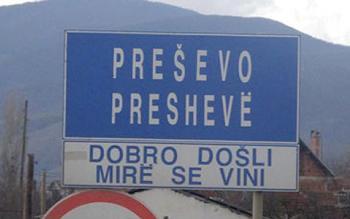 PREŠEVO
PRESHEVË
DOBRO DOŠLI
MIRË SE VINI